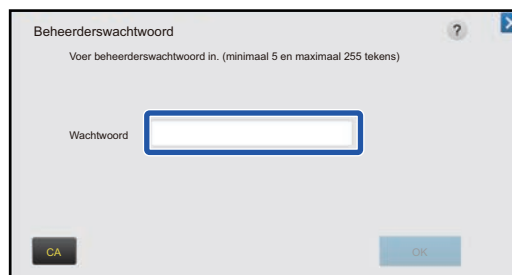 Beheerderswachtwoord
?
Voer beheerderswachtwoord in. (minimaal 5 en maximaal 255 tekens)
Wachtwoord
CA
OK